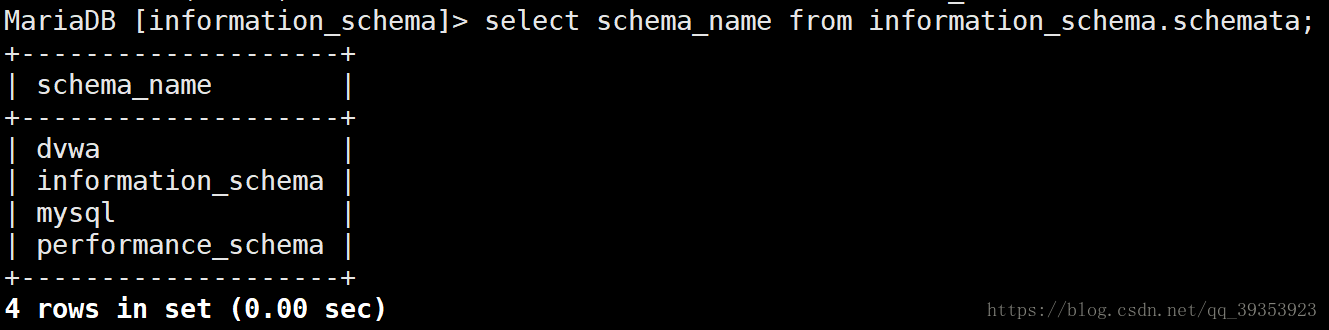 MariaDB [information_schema]> select schema_name from information_schema.schemata;
+--------------------+
| schema_name        |
+--------------------+
| dvwa               |
| information_schema |
| mysql              |
| performance_schema |
+--------------------+
4 rows in set (0.00 sec)
https://blog.csdn.net/qq_39353923